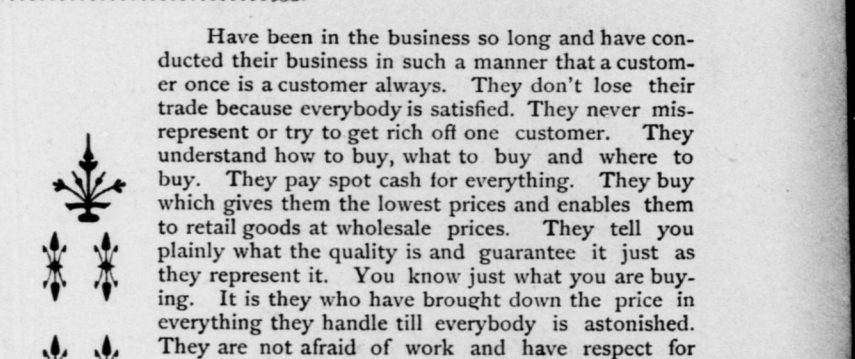 Have been in the business so long and have con-
ducted their business in such a manner that a custom-
er once is a customer always. They don't lose their
trade because everybody is satisfied. They never mis-
represent or try to get rich off one customer. They
understand how to buy, what to buy and where to
buy. They pay spot cash for everything. They buy
which gives them the lowest prices and enables them
to retail goods at wholesale prices. They tell you
plainly what the quality is and guarantee it just as
they represent it. You know just what you are buy-
ing. It is they who have brought down the price in
everything they handle till everybody is astonished.
They are not afraid of work and have respect for